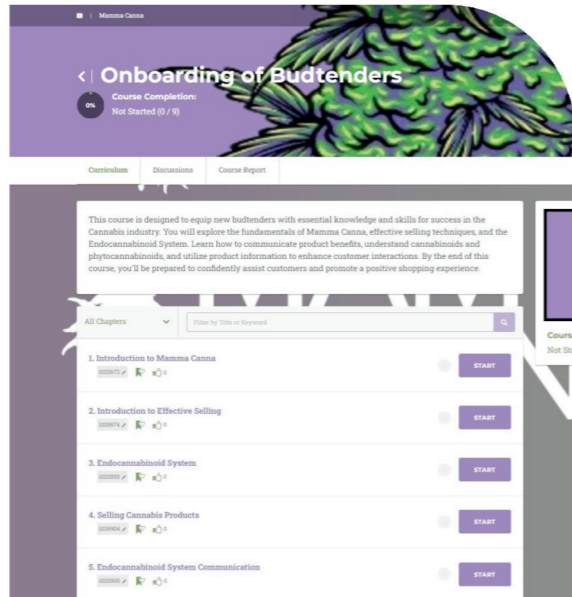 Mamma Canna
Onboarding of Budtenders
0%
Course Completion:
Not Started (0 / 9)
Curriculum Discussions Course Report
This course is designed to equip new budtenders with essential knowledge and skills for success in the
Cannabis industry. You will explore the fundamentals of Mamma Canna, effective selling techniques, and the
Endocannabinoid System. Learn how to communicate product benefits, understand cannabinoids and
phytocannabinoids, and utilize product information to enhance customer interactions. By the end of this
course, you'll be prepared to confidently assist customers and promote a positive shopping experience.
All Chapters Filter by Title or Keyword
1. Introduction to Mamma Canna
START
0
2. Introduction to Effective Selling
START
0
3. Endocannabinoid System
START
0
4. Selling Cannabis Products
START
0
5. Endocannabinoid System Communication
START
0
Cours
Not Sta